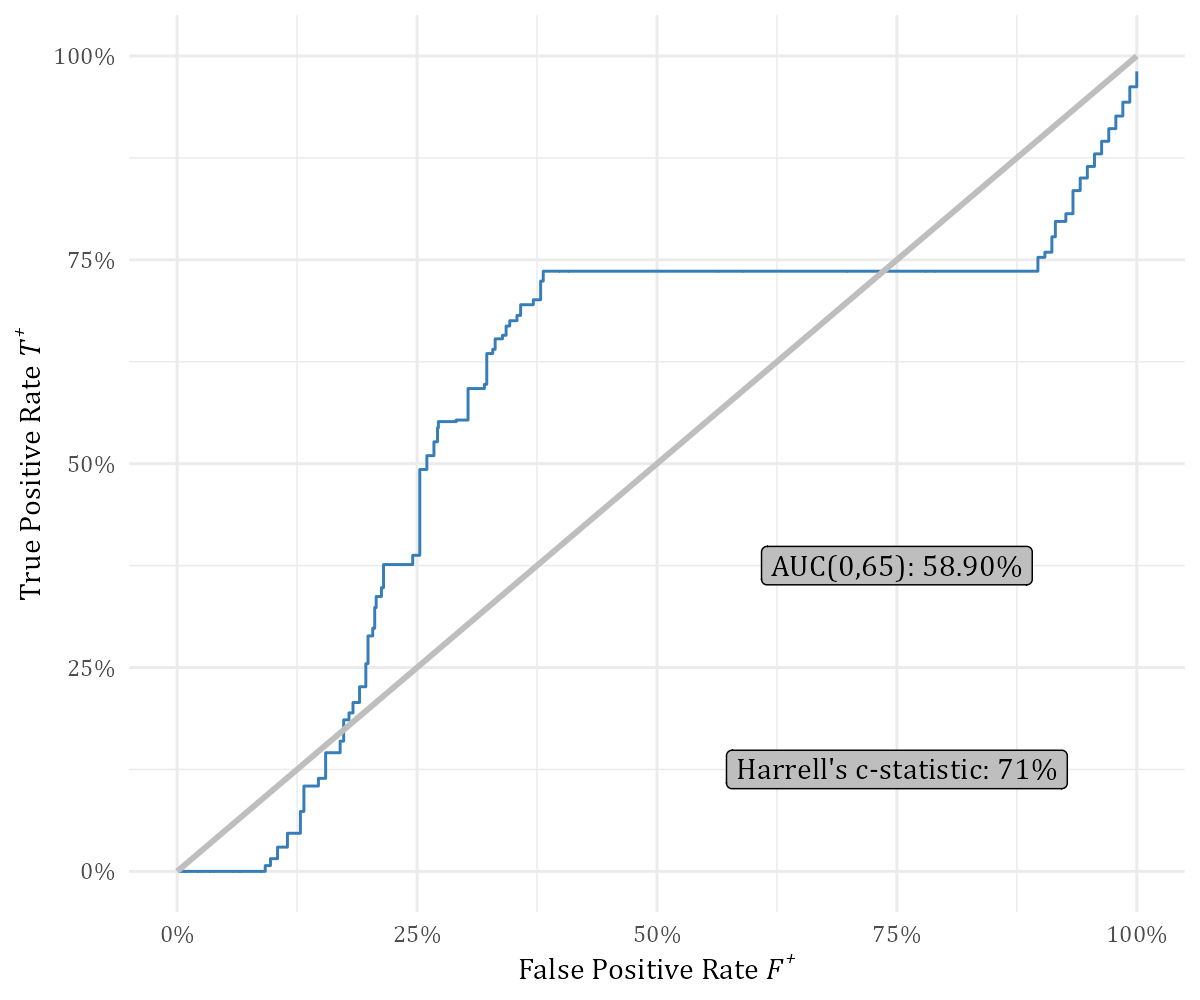 100%
75%
50%
25%
0%
True Positive Rate T+
AUC(0,65): 58.90%
Harrell's c-statistic: 71%
0%
25%
50%
75%
100%
False Positive Rate F+